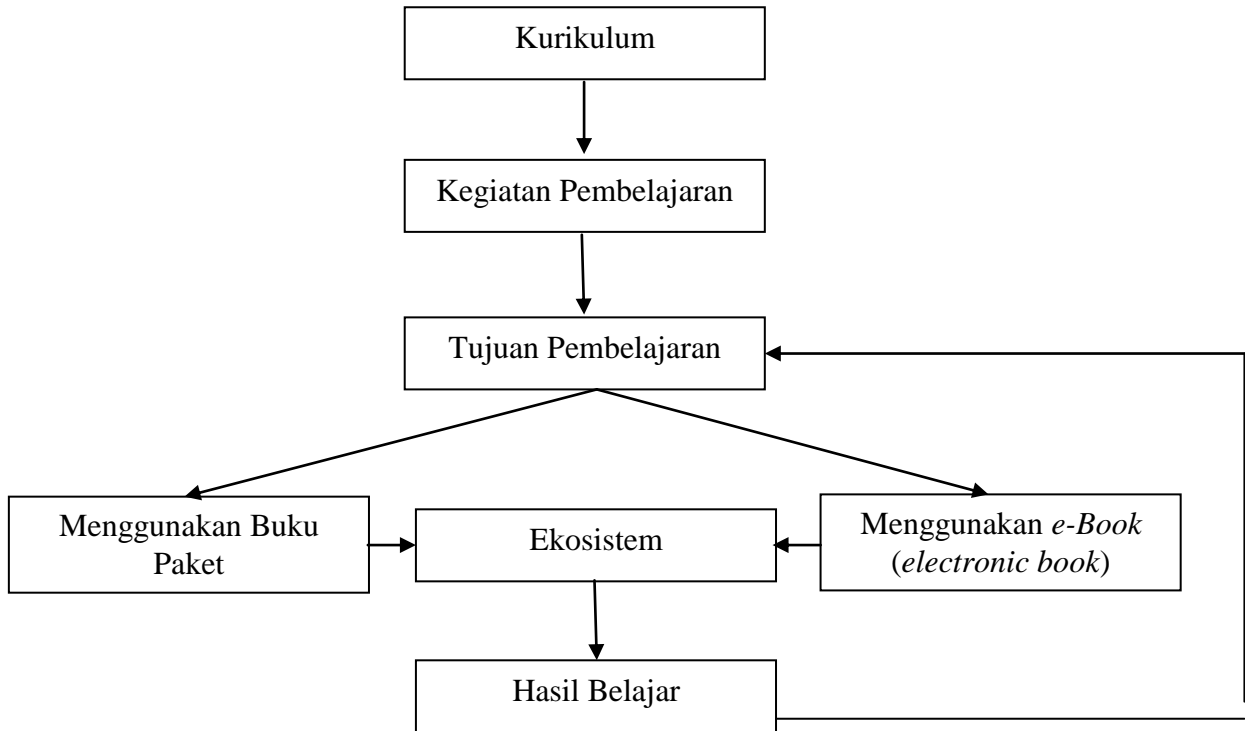 Kurikulum
Kegiatan Pembelajaran
Tujuan Pembelajaran
Menggunakan Buku
Paket
Ekosistem
Menggunakan e-Book
(electronic book)
Hasil Belajar